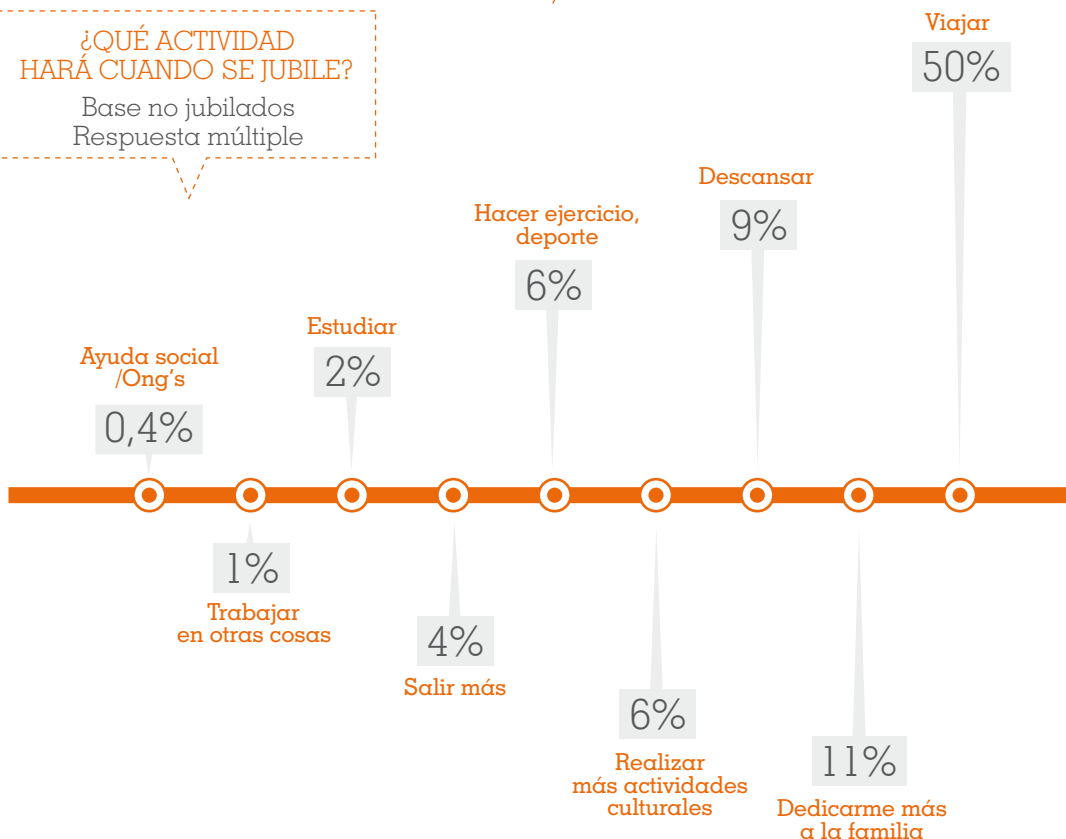 ¿QUÉ ACTIVIDAD
HARÁ CUANDO SE JUBILE?
Base no jubilados
Respuesta múltiple
Ayuda social
/Ong's
0,4%
Trabajar
en otras cosas
1%
Estudiar
2%
Salir más
4%
Hacer ejercicio,
deporte
6%
Realizar
más actividades
culturales
6%
Descansar
9%
Dedicarme más
a la familia
11%
Viajar
50%